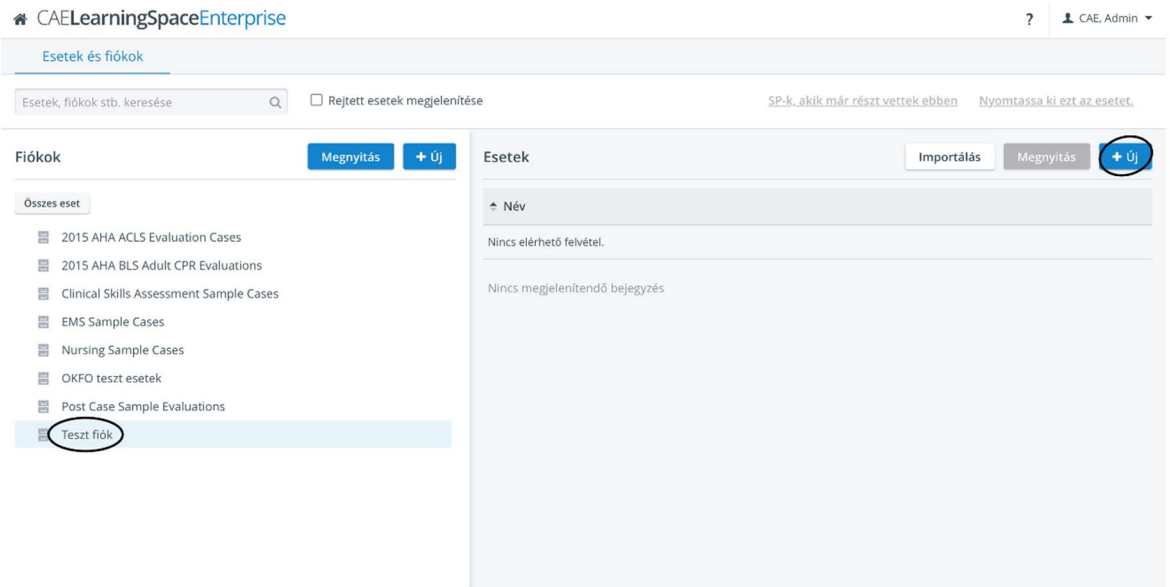 CAELearningSpaceEnterprise
? CAE, Admin
Esetek és fiókok
Esetek, fiókok stb. keresése
Rejtett esetek megjelenítése
SP-k, akik már részt vettek ebben
Nyomtassa ki ezt az esetet.
Fiókok
Megnyitás
+ Új
Összes eset
2015 AHA ACLS Evaluation Cases
2015 AHA BLS Adult CPR Evaluations
Clinical Skills Assessment Sample Cases
EMS Sample Cases
Nursing Sample Cases
OKFO teszt esetek
Post Case Sample Evaluations
Teszt fiók
Esetek
Importálás
Megnyitás
+ Új
Név
Nincs elérhető felvétel.
Nincs megjelenítendő bejegyzés